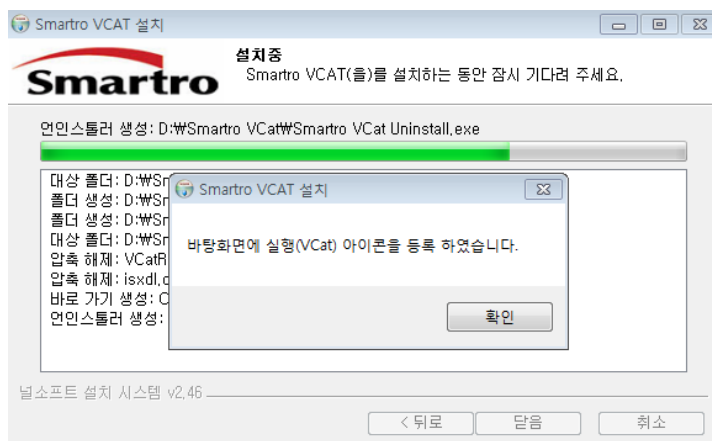 Smartro VCAT 설치
Smartro
설치중
Smartro VCAT(을)를 설치하는 동안 잠시 기다려 주세요.
언인스톨러 생성: D:₩Smartro VCat₩Smartro VCat Uninstall.exe
대상 폴더: D:₩Sm
폴더 생성: D:₩Sm
폴더 생성: D:₩Sm
대상 폴더: D:₩Sm
압축 해제: VCatR
압축 해제: isxdl.d
바로 가기 생성: C
언인스톨러 생성:
Smartro VCAT 설치
바탕화면에 실행(VCat) 아이콘을 등록 하였습니다.
확인
널소프트 설치 시스템 v2.46
< 뒤로
닫음
취소